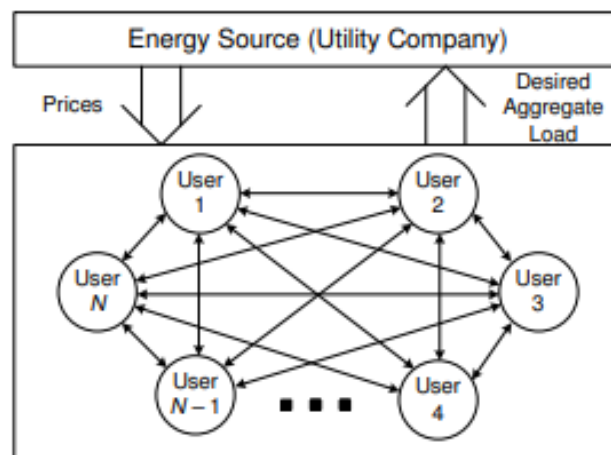 Energy Source (Utility Company)
Prices
Desired
Aggregate
Load
User
1
User
2
User
N
User
3
User
N – 1
User
4